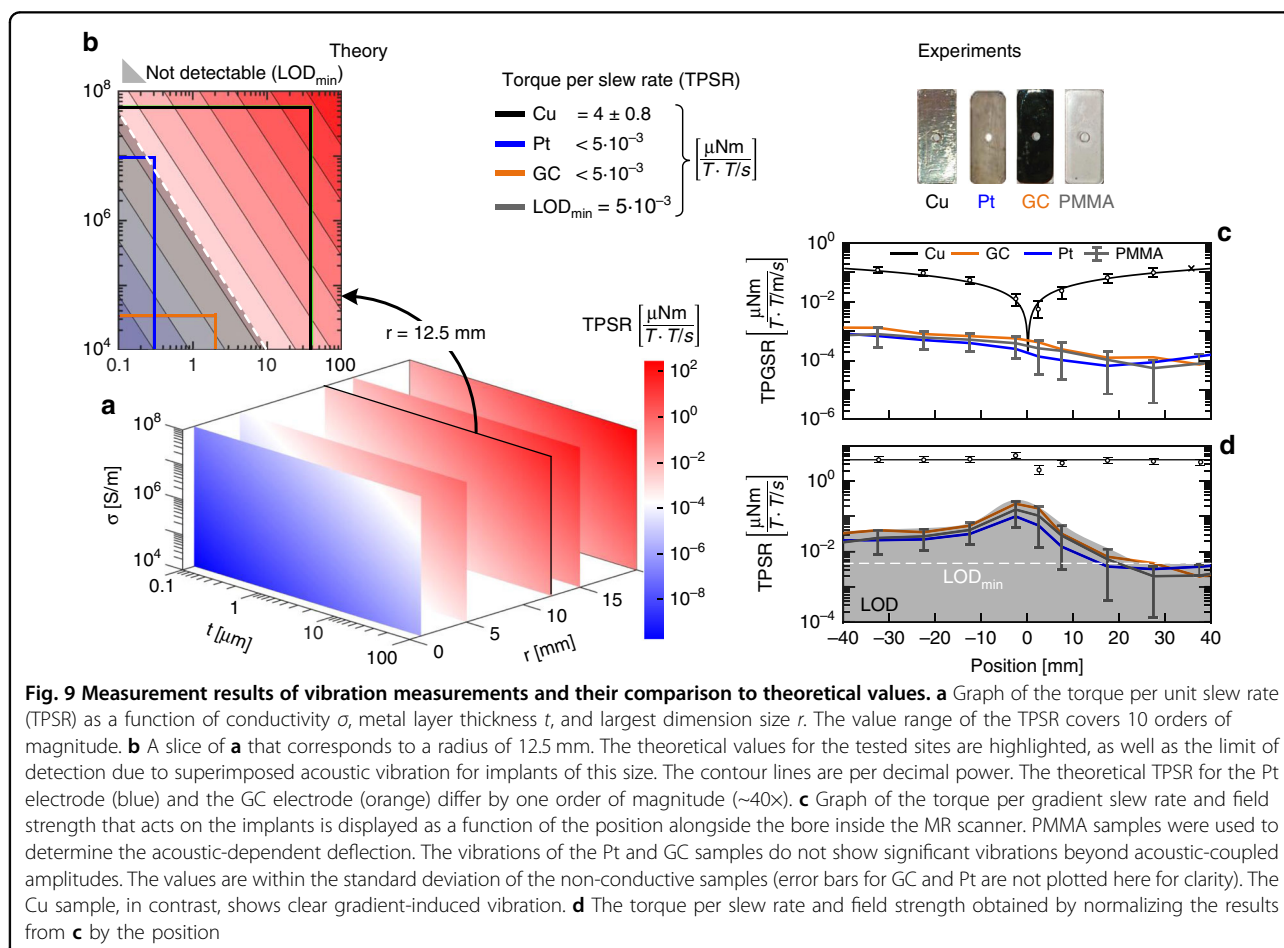 b
Theory
Not detectable (LODmin)
10^8
10^6
10^4
0.1
1
10
100
Torque per slew rate (TPSR)
Cu = 4 ± 0.8
Pt < 5·10^−3
GC < 5·10^−3
LODmin = 5·10^−3
[µNm / T · T/s]
Experiments
Cu Pt GC PMMA
r = 12.5 mm
a
σ [S/m]
10^8
10^6
10^4
0.1
1
10
100
t [µm]
0
5
10
15
r [mm]
TPSR [µNm / T · T/s]
10^2
10^0
10^−2
10^−4
10^−6
10^−8
c
Cu GC Pt PMMA
TPGSR [µNm / T · T/m/s]
10^0
10^−2
10^−4
10^−6
d
TPSR [µNm / T · T/s]
10^0
10^−2
10^−4
LODmin
LOD
−40 −30 −20 −10 0 10 20 30 40
Position [mm]
Fig. 9 Measurement results of vibration measurements and their comparison to theoretical values. a Graph of the torque per unit slew rate
(TPSR) as a function of conductivity σ, metal layer thickness t, and largest dimension size r. The value range of the TPSR covers 10 orders of
magnitude. b A slice of a that corresponds to a radius of 12.5 mm. The theoretical values for the tested sites are highlighted, as well as the limit of
detection due to superimposed acoustic vibration for implants of this size. The contour lines are per decimal power. The theoretical TPSR for the Pt
electrode (blue) and the GC electrode (orange) differ by one order of magnitude (~40×). c Graph of the torque per gradient slew rate and field
strength that acts on the implants is displayed as a function of the position alongside the bore inside the MR scanner. PMMA samples were used to
determine the acoustic-dependent deflection. The vibrations of the Pt and GC samples do not show significant vibrations beyond acoustic-coupled
amplitudes. The values are within the standard deviation of the non-conductive samples (error bars for GC and Pt are not plotted here for clarity). The
Cu sample, in contrast, shows clear gradient-induced vibration. d The torque per slew rate and field strength obtained by normalizing the results
from c by the position